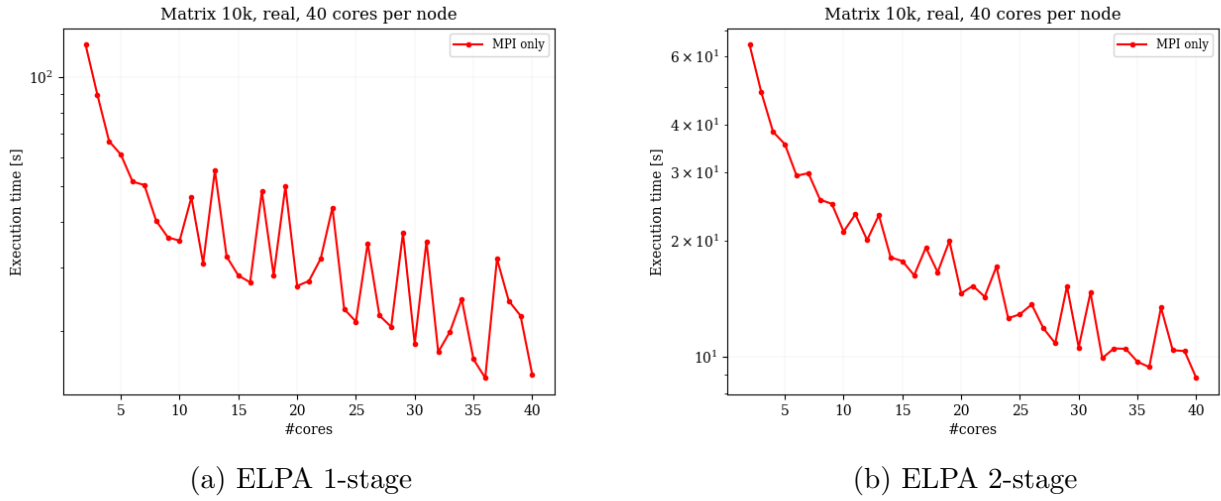 Matrix 10k, real, 40 cores per node
MPI only
10²
Execution time [s]
5 10 15 20 25 30 35 40
#cores
(a) ELPA 1-stage
Matrix 10k, real, 40 cores per node
MPI only
6 × 10¹
4 × 10¹
3 × 10¹
2 × 10¹
10¹
Execution time [s]
5 10 15 20 25 30 35 40
#cores
(b) ELPA 2-stage